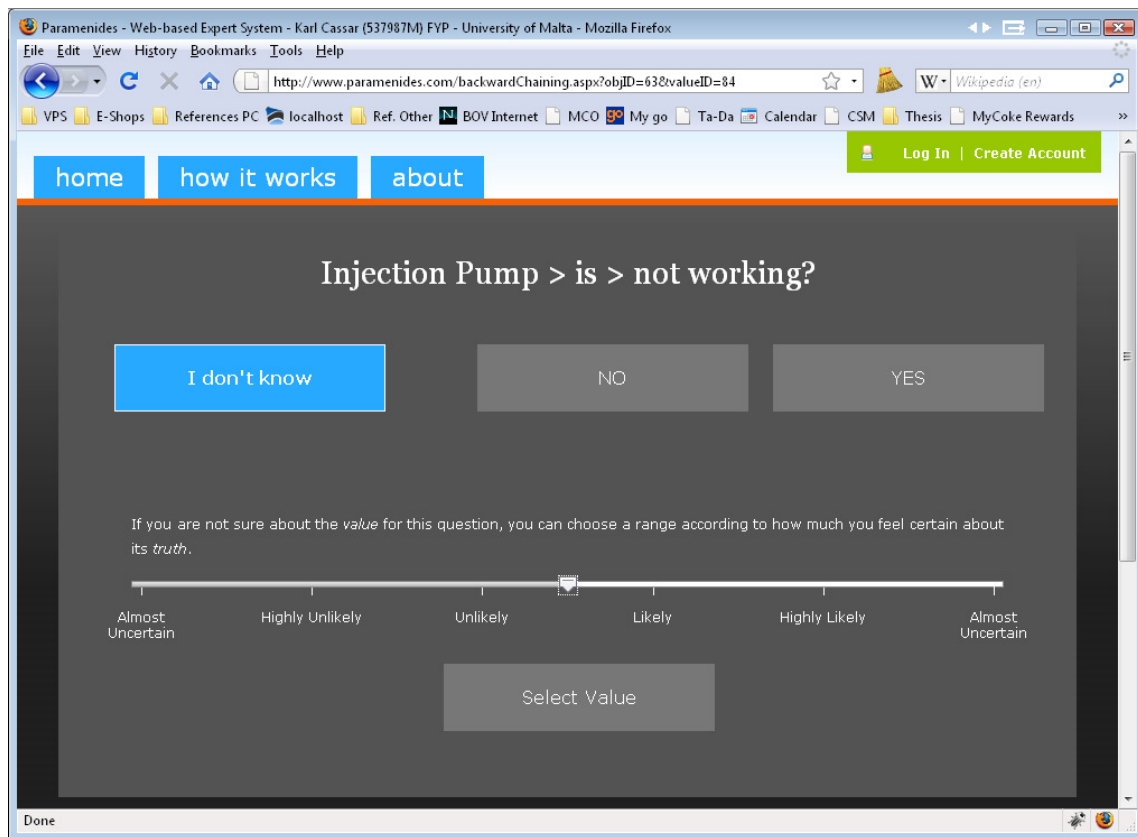 Paramenides - Web-based Expert System - Karl Cassar (537987M) FYP - University of Malta - Mozilla Firefox
File Edit View History Bookmarks Tools Help
http://www.paramenides.com/backwardChaining.aspx?objID=63&valueID=84 W Wikipedia (en)
VPS E-Shops References PC localhost Ref. Other N BOV Internet MCO go My go Ta-Da Calendar CSM Thesis MyCoke Rewards »
Log In | Create Account
home how it works about
Injection Pump > is > not working?
I don't know NO YES
If you are not sure about the value for this question, you can choose a range according to how much you feel certain about
its truth.
Almost Highly Unlikely Unlikely Likely Highly Likely Almost
Uncertain Uncertain
Select Value
Done